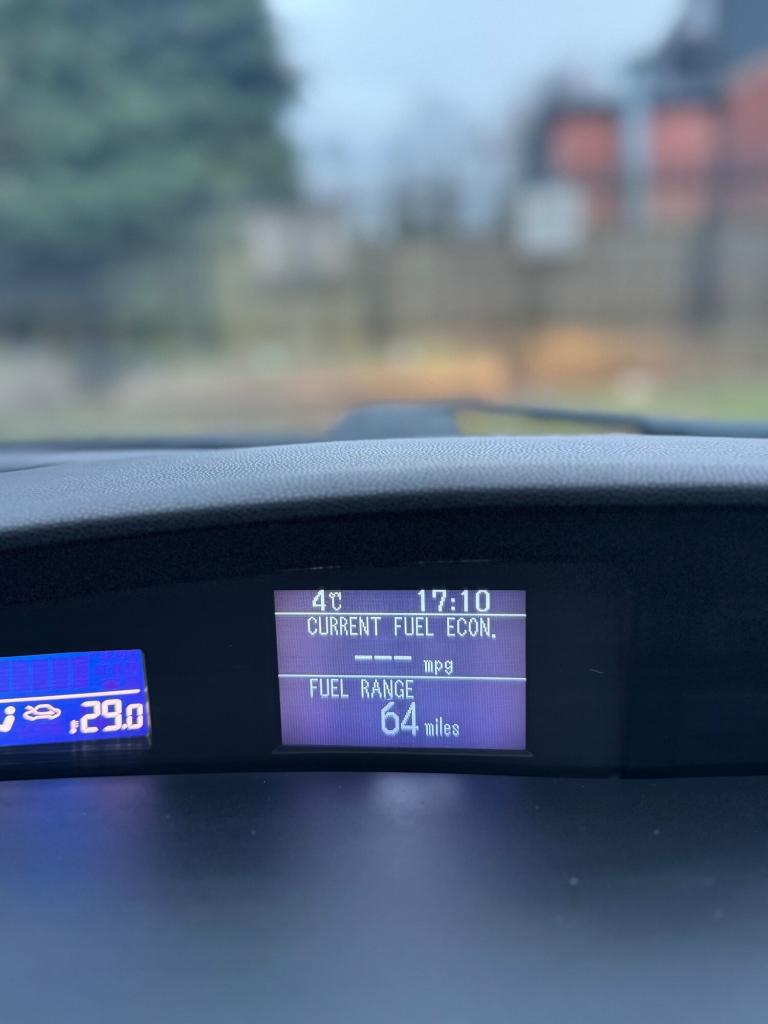 4℃ 17:10
CURRENT FUEL ECON.
--- mpg
FUEL RANGE
64 miles
29.0